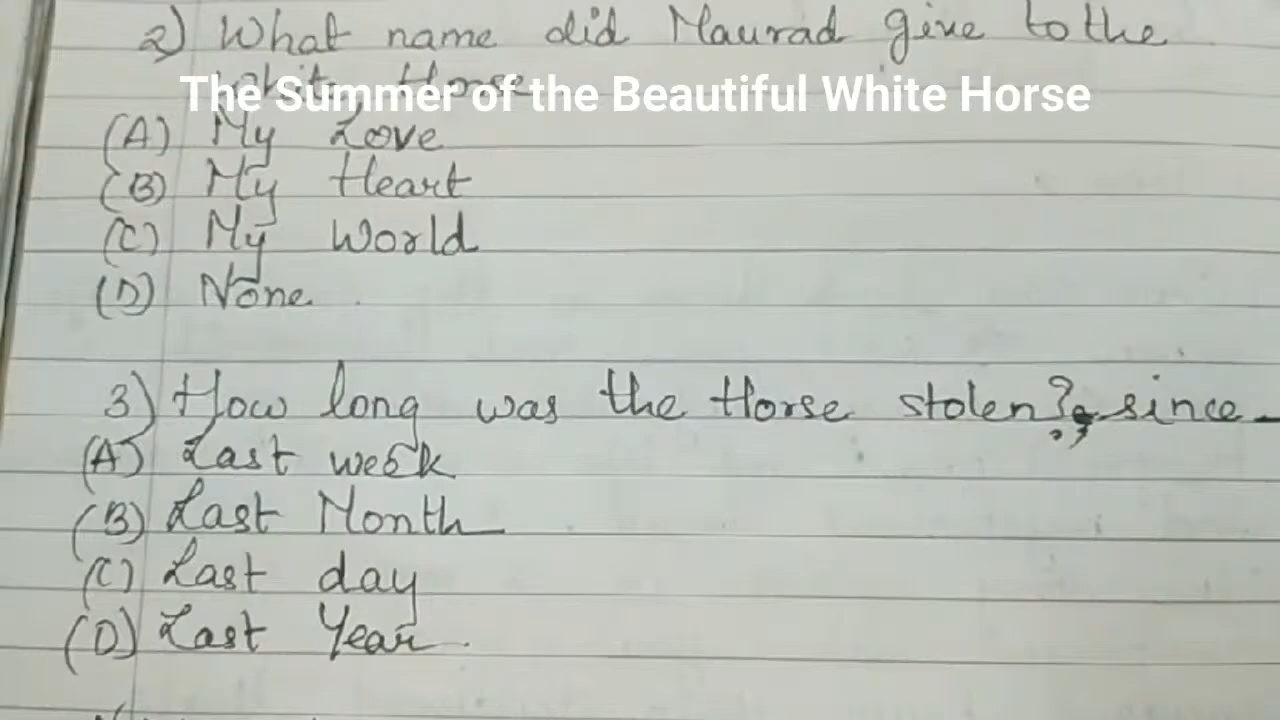 2) What name did Maurad give to the
The Summer of the Beautiful White Horse
Horse
(A) My Love
(B) My Heart
(C) My World
(D) None.
3) How long was the Horse stolen? since
(A) Last week
(B) Last Month
(C) Last day
(D) Last Year.